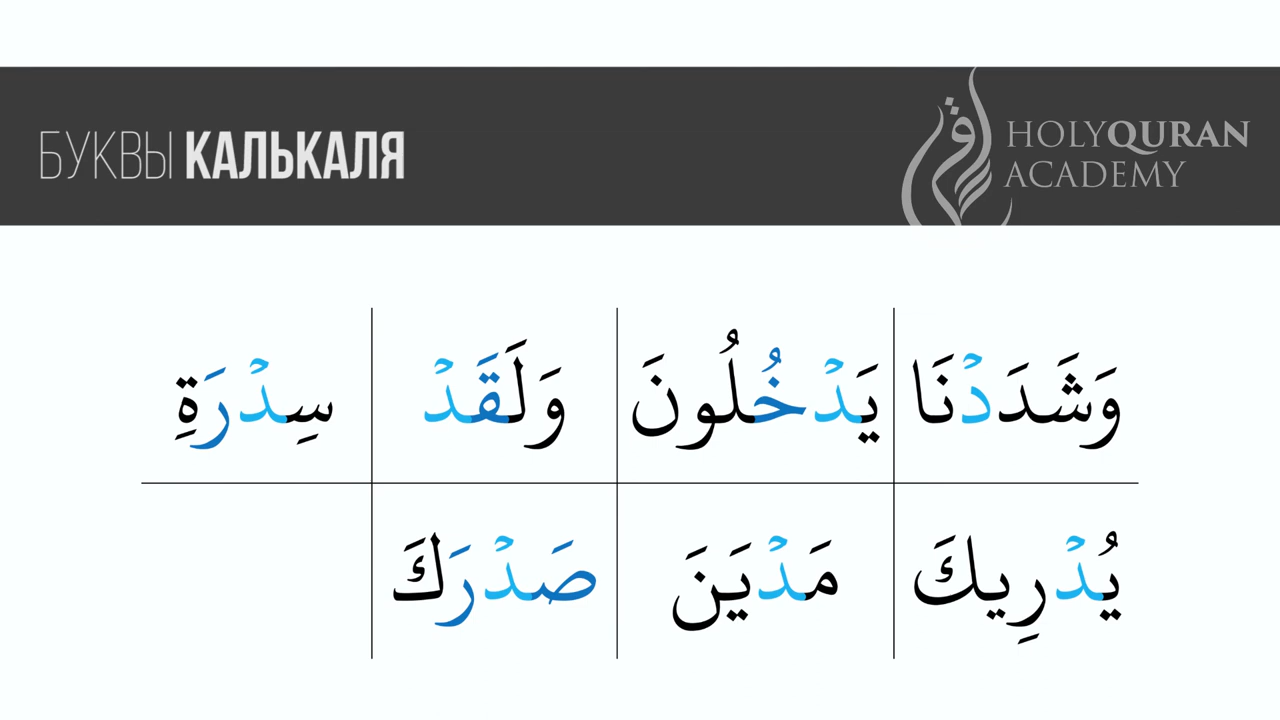 БУКВЫ КАЛЬКАЛЯ
HOLYQURAN
ACADEMY
وَشَدَدْنَا يَدْخُلُونَ وَلَقَدْ سِدْرَةِ
يُدْرِيكَ مَدْيَنَ صَدْرَكَ